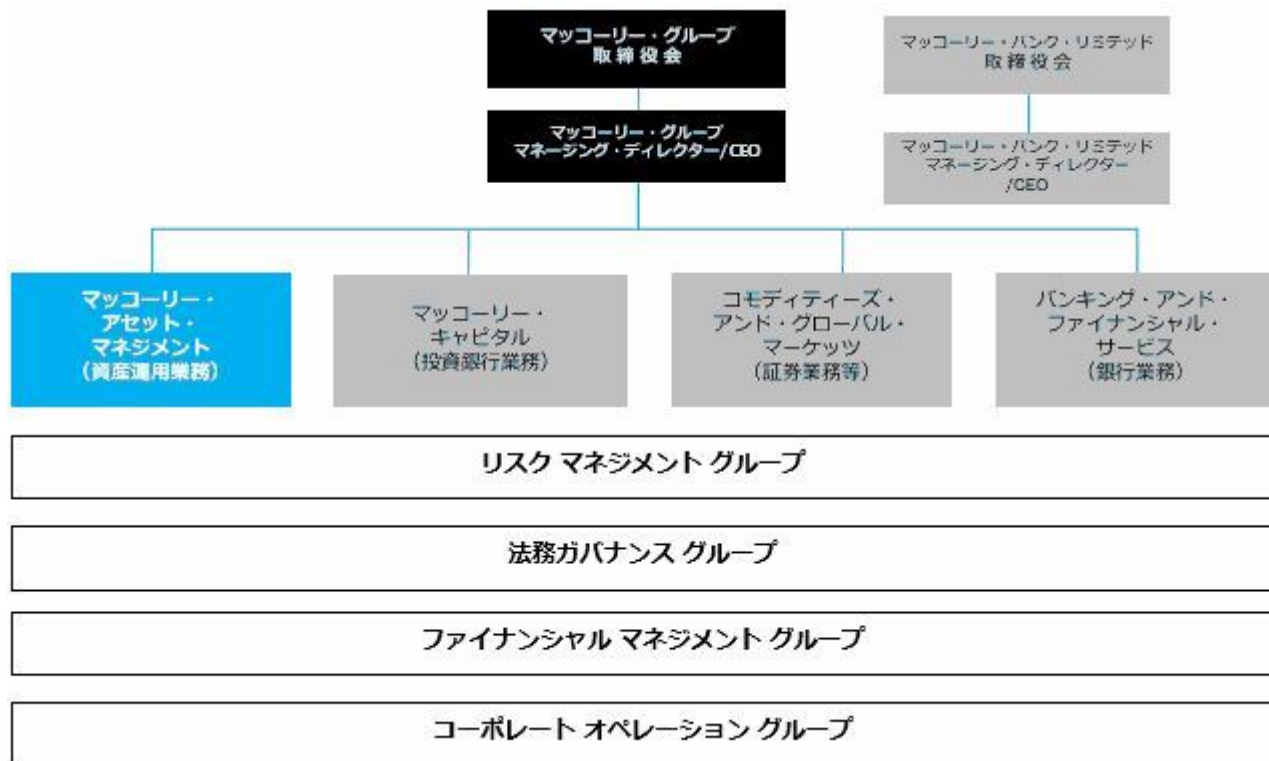 マッコーリー・グループ
取締役会
マッコーリー・バンク・リミテッド
取締役会
マッコーリー・グループ
マネージング・ディレクター/CEO
マッコーリー・バンク・リミテッド
マネージング・ディレクター
/CEO
マッコーリー・
アセット・
マネジメント
(資産運用業務)
マッコーリー・
キャピタル
(投資銀行業務)
コモディティーズ・
アンド・グローバル・
マーケッツ
(証券業務等)
バンキング・アンド・
ファイナンシャル・
サービス
(銀行業務)
リスク マネジメント グループ
法務ガバナンス グループ
ファイナンシャル マネジメント グループ
コーポレート オペレーション グループ